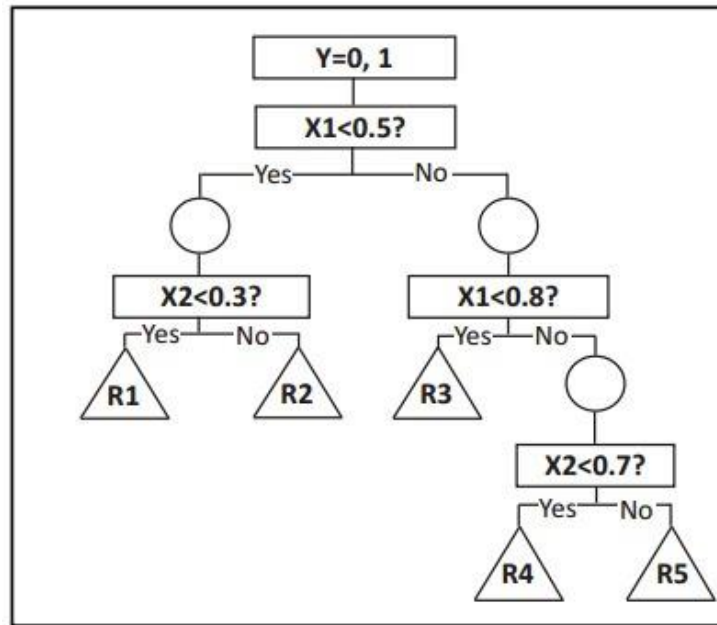 Y=0, 1
X1<0.5?
Yes No
X2<0.3? X1<0.8?
Yes No Yes No
R1 R2 R3
X2<0.7?
Yes No
R4 R5